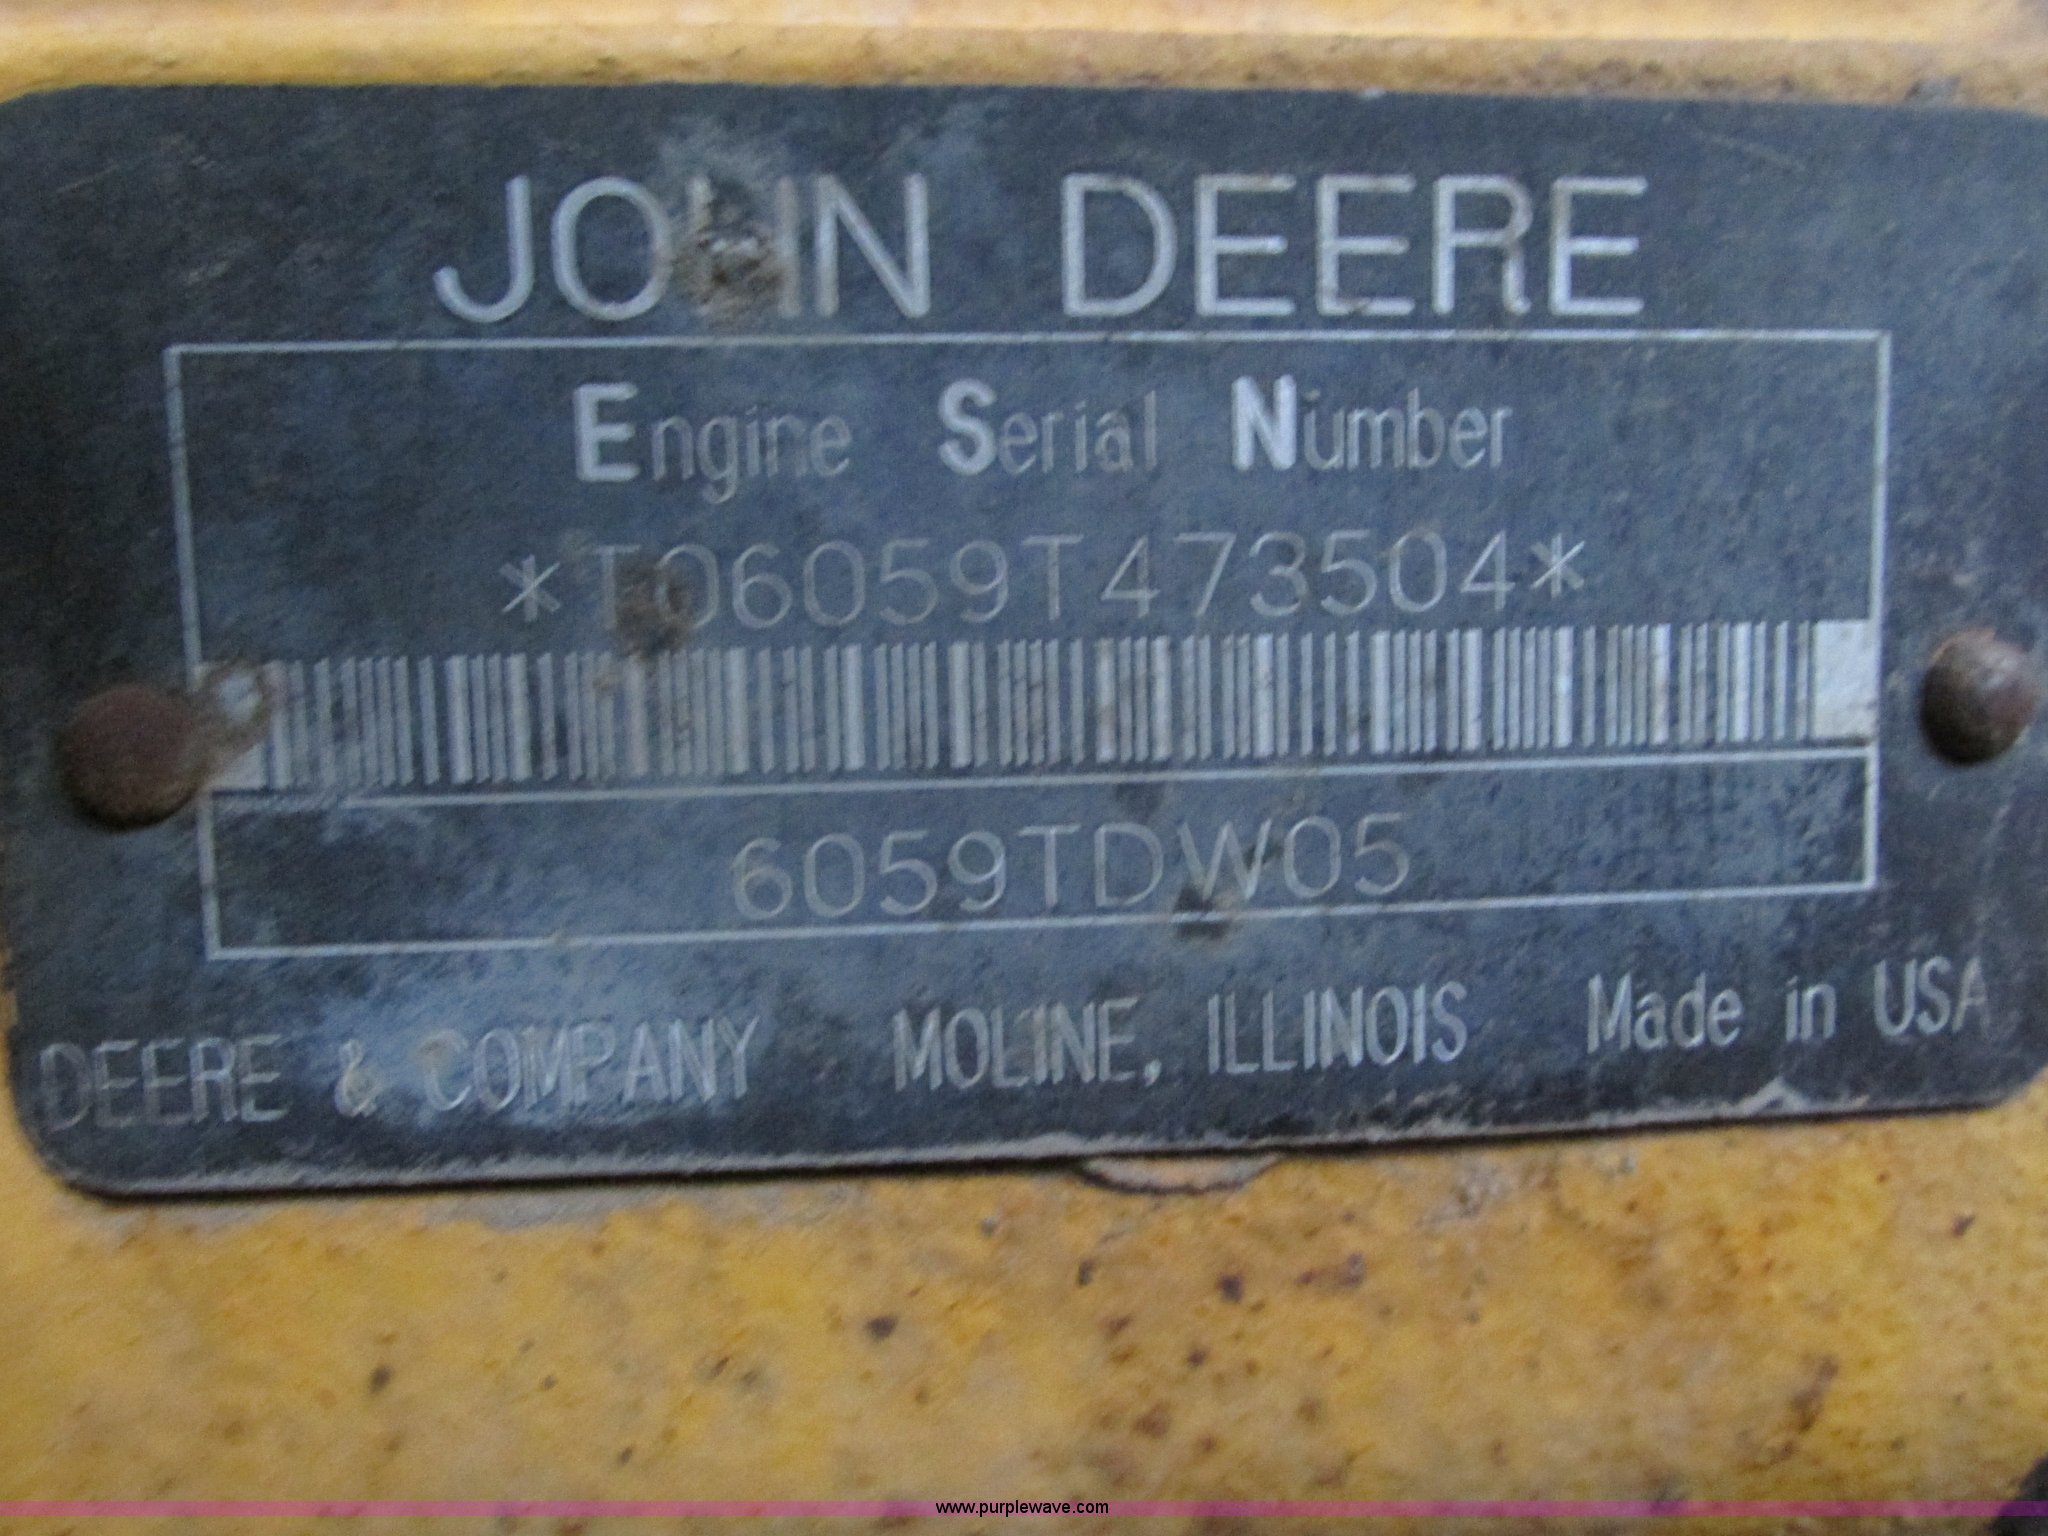 JOHN DEERE
Engine Serial Number
*T06059T473504*
6059TDW05
DEERE & COMPANY MOLINE, ILLINOIS Made in USA
www.purplewave.com